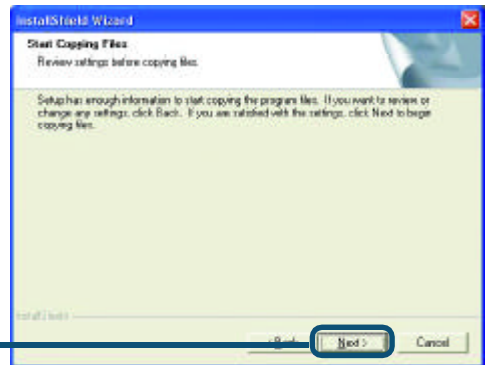 InstallShield Wizard
Start Copying Files
Review settings before copying files.
Setup has enough information to start copying the program files. If you want to review or
change any settings, click Back. If you are satisfied with the settings, click Next to begin
copying files.
InstallShield
< Back Next > Cancel